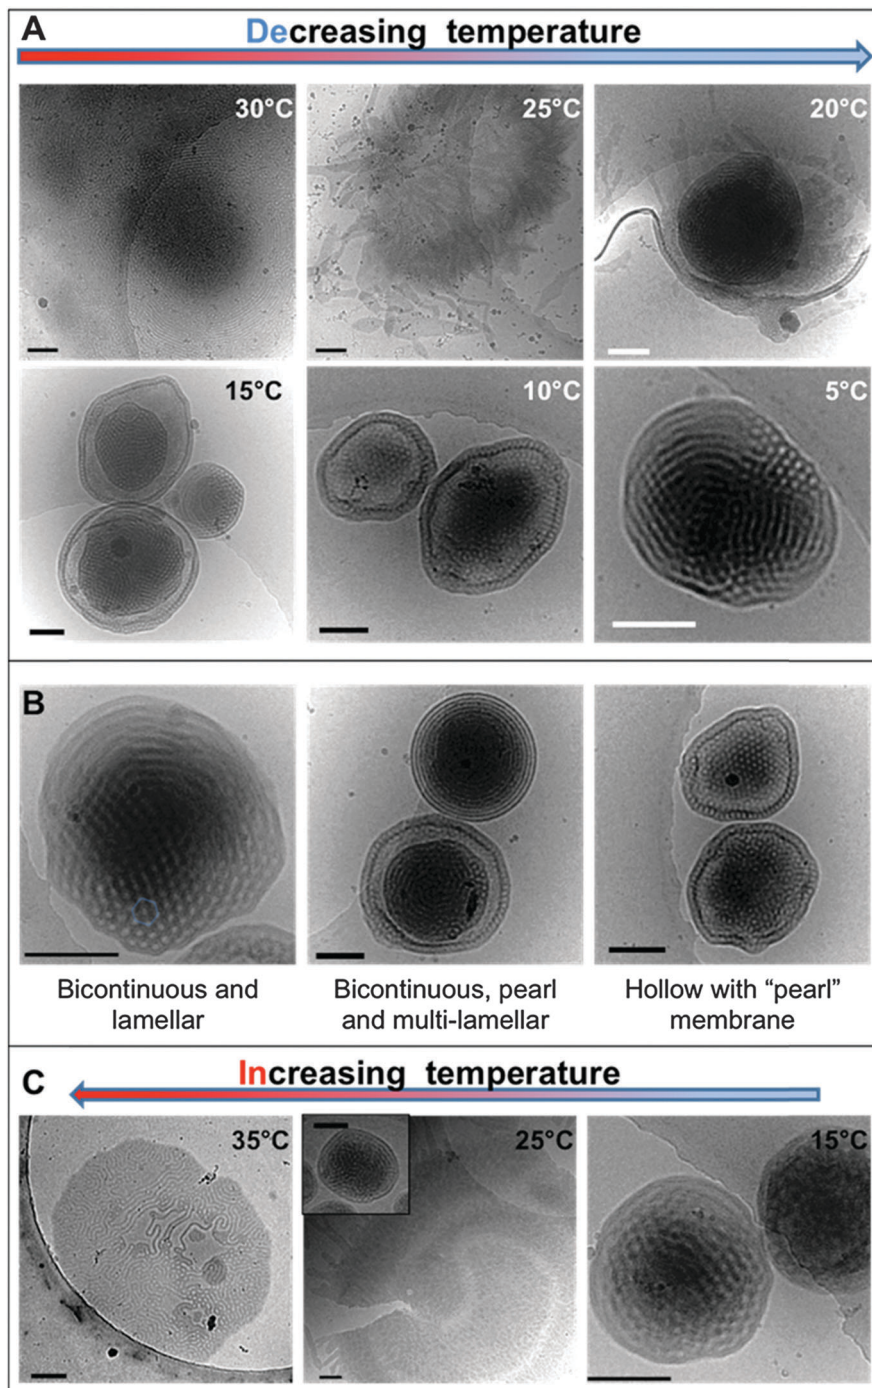 A
Decreasing temperature
30°C
25°C
20°C
15°C
10°C
5°C
B
Bicontinuous and
lamellar
Bicontinuous, pearl
and multi-lamellar
Hollow with “pearl”
membrane
C
Increasing temperature
35°C
25°C
15°C